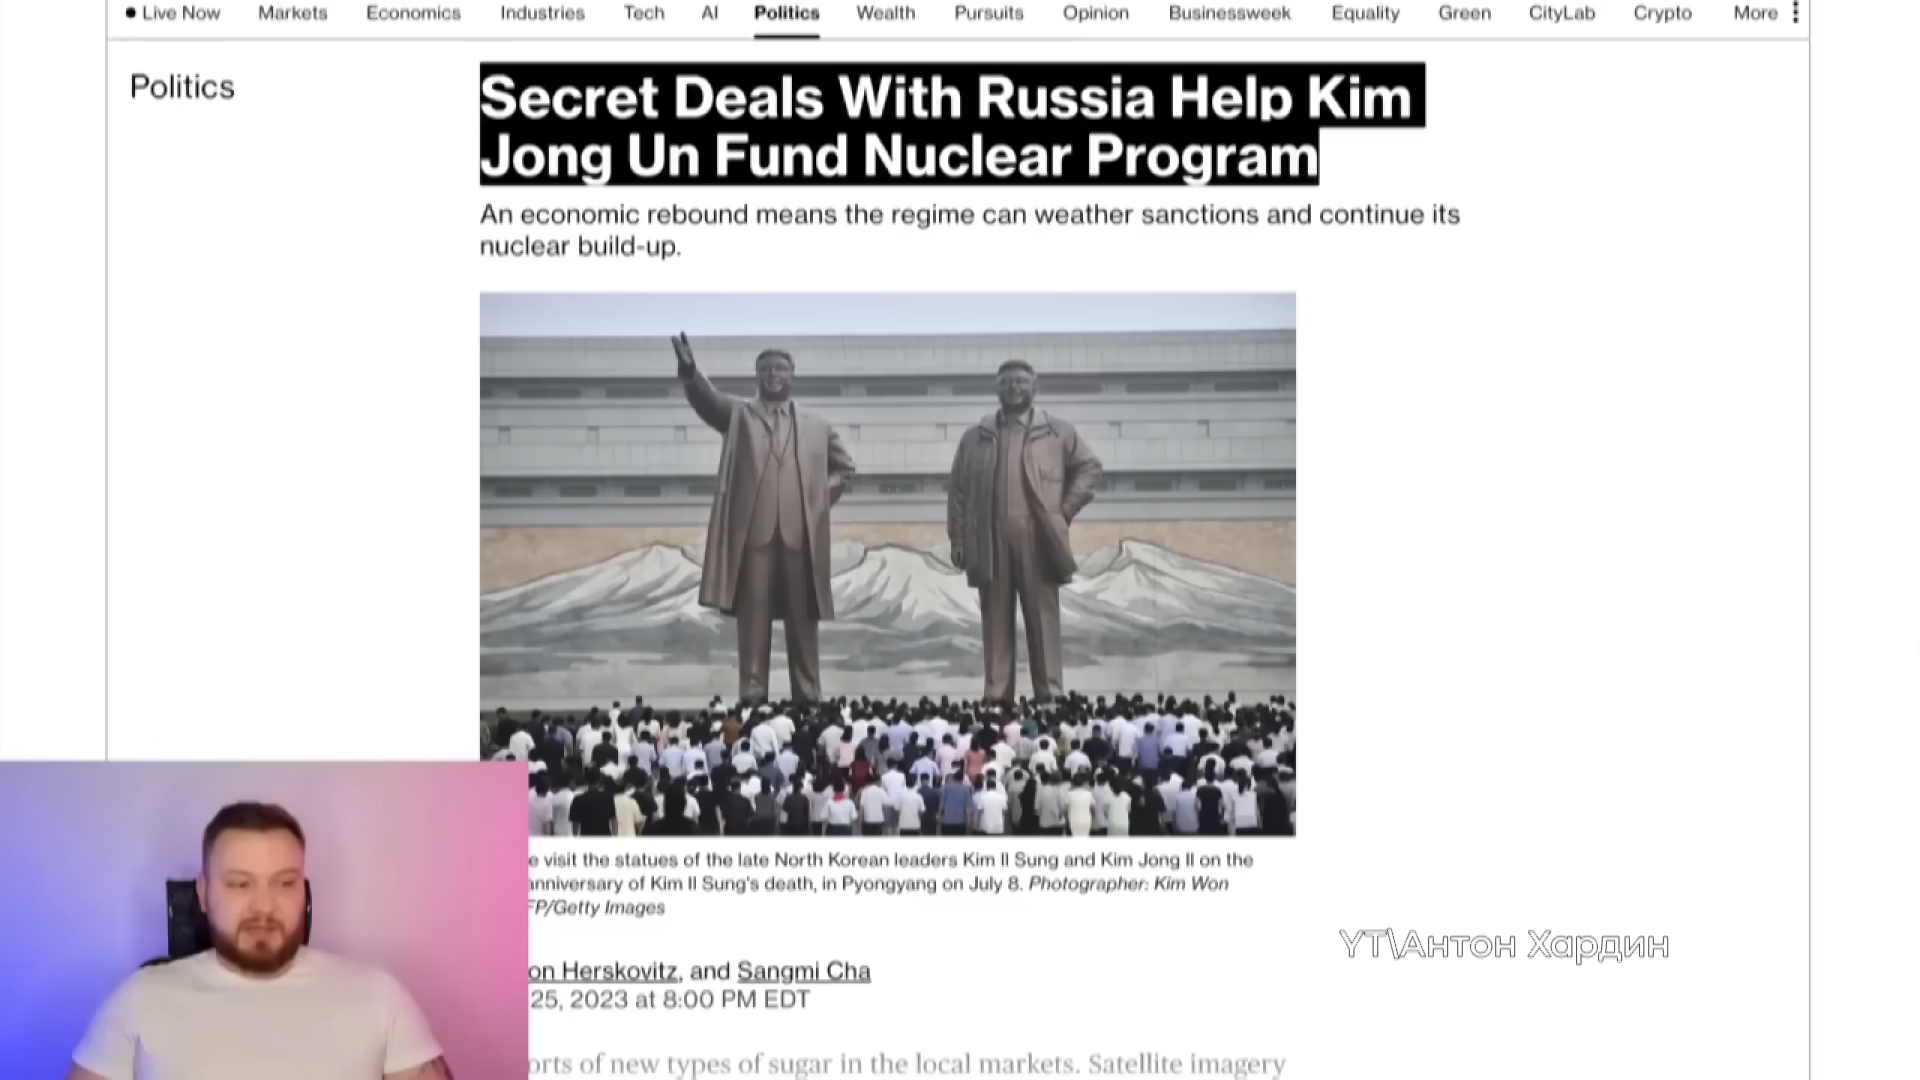 Live Now Markets Economics Industries Tech AI Politics Wealth Pursuits Opinion Businessweek Equality Green CityLab Crypto More
Politics
Secret Deals With Russia Help Kim
Jong Un Fund Nuclear Program
An economic rebound means the regime can weather sanctions and continue its
nuclear build-up.
e visit the statues of the late North Korean leaders Kim Il Sung and Kim Jong Il on the
anniversary of Kim Il Sung's death, in Pyongyang on July 8. Photographer: Kim Won
FP/Getty Images
on Herskovitz, and Sangmi Cha
25, 2023 at 8:00 PM EDT
YT\Антон Хардин
orts of new types of sugar in the local markets. Satellite imagery